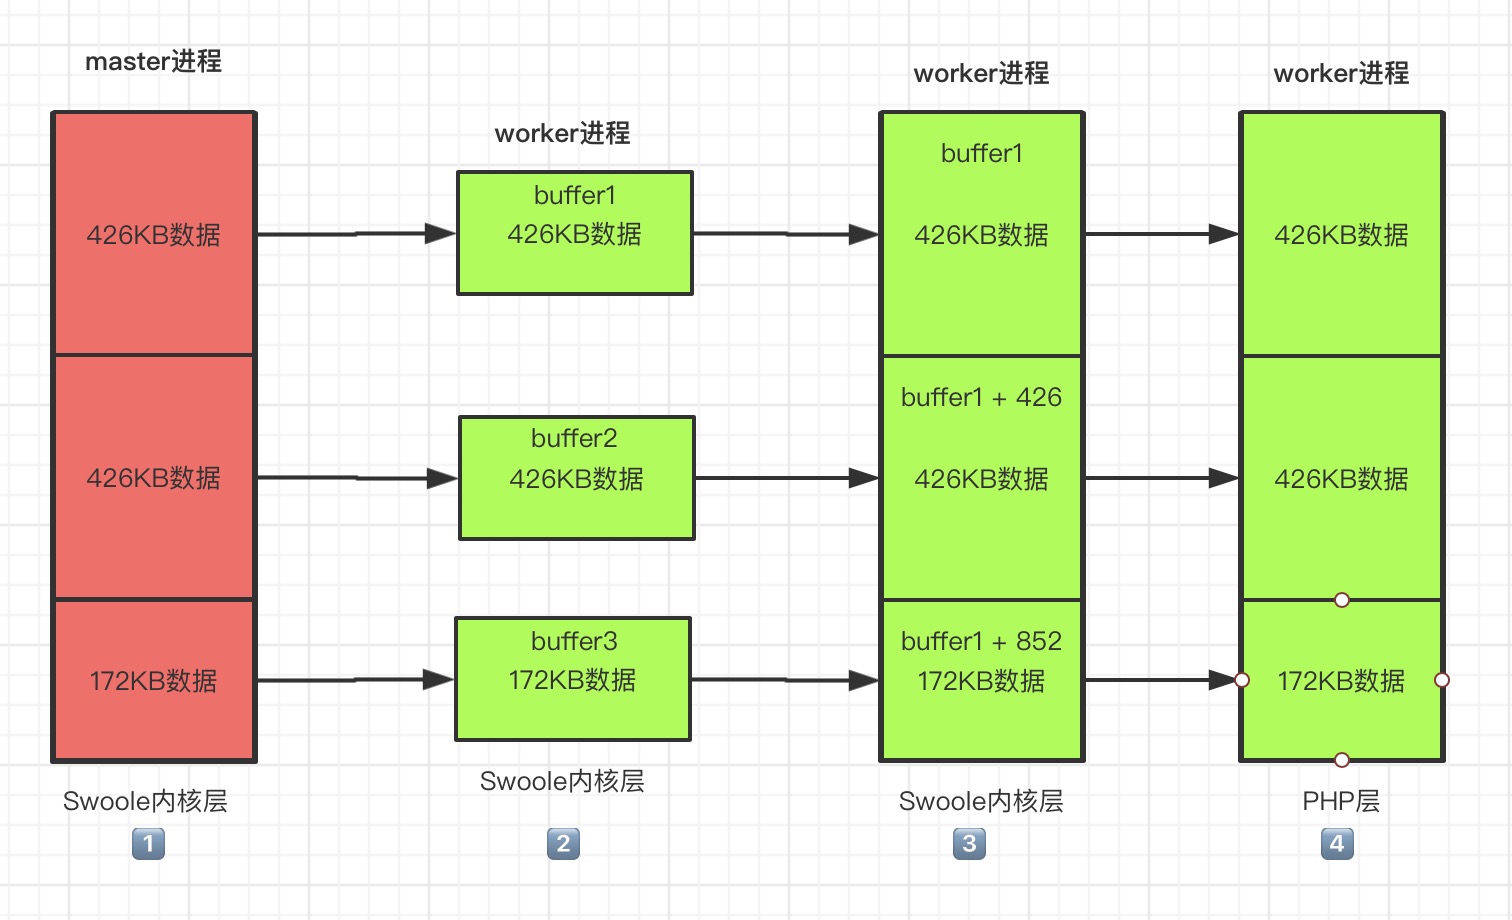 master进程
426KB数据
426KB数据
172KB数据
Swoole内核层
1
worker进程
buffer1
426KB数据
buffer2
426KB数据
buffer3
172KB数据
Swoole内核层
2
worker进程
buffer1
426KB数据
buffer1 + 426
426KB数据
buffer1 + 852
172KB数据
Swoole内核层
3
worker进程
426KB数据
426KB数据
172KB数据
PHP层
4